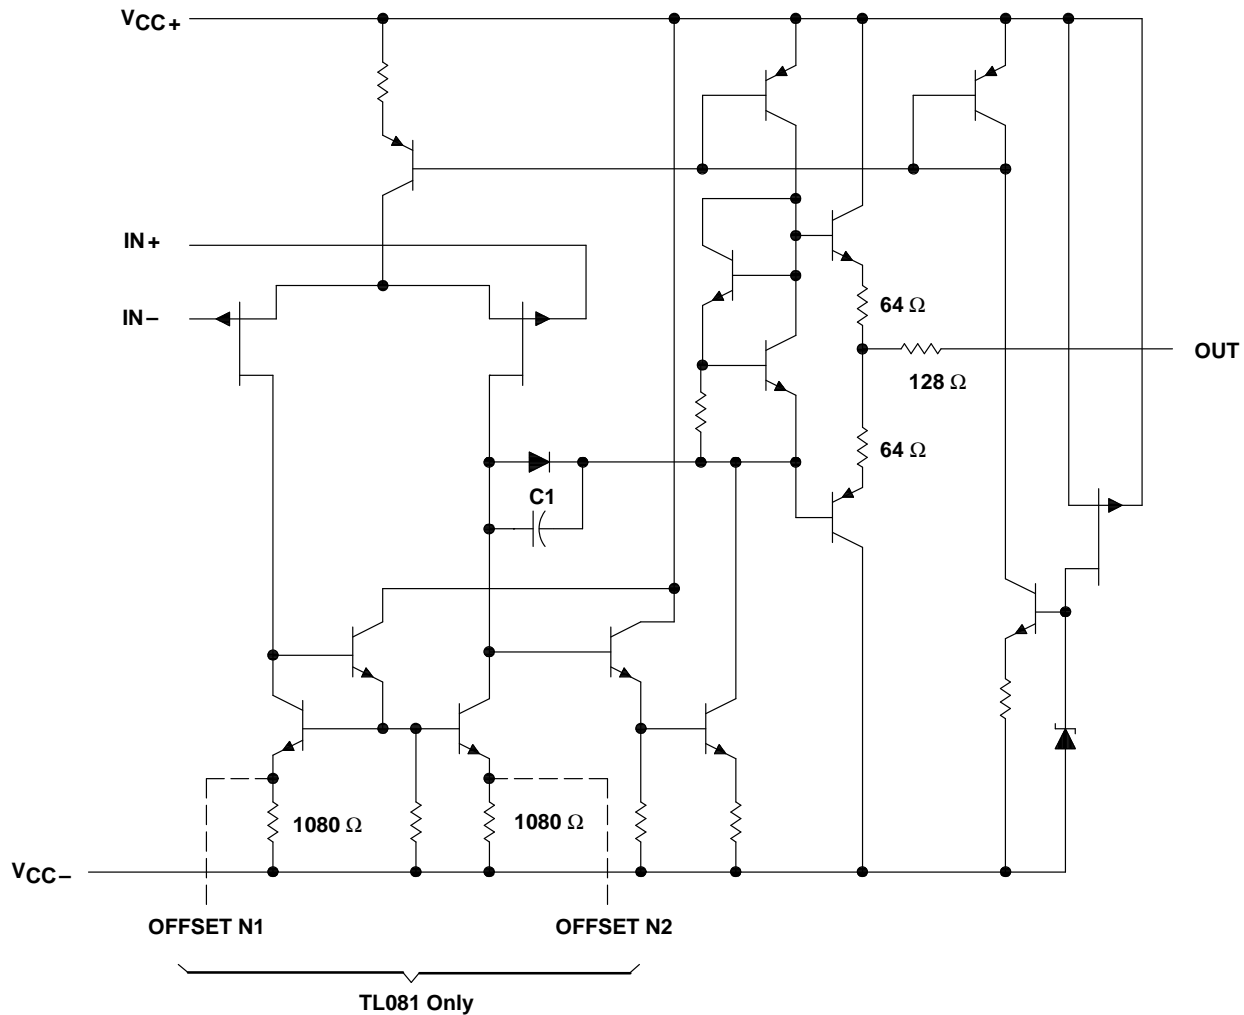 VCC+
IN+
IN−
64 Ω
OUT
128 Ω
64 Ω
C1
1080 Ω
1080 Ω
VCC−
OFFSET N1
OFFSET N2
TL081 Only